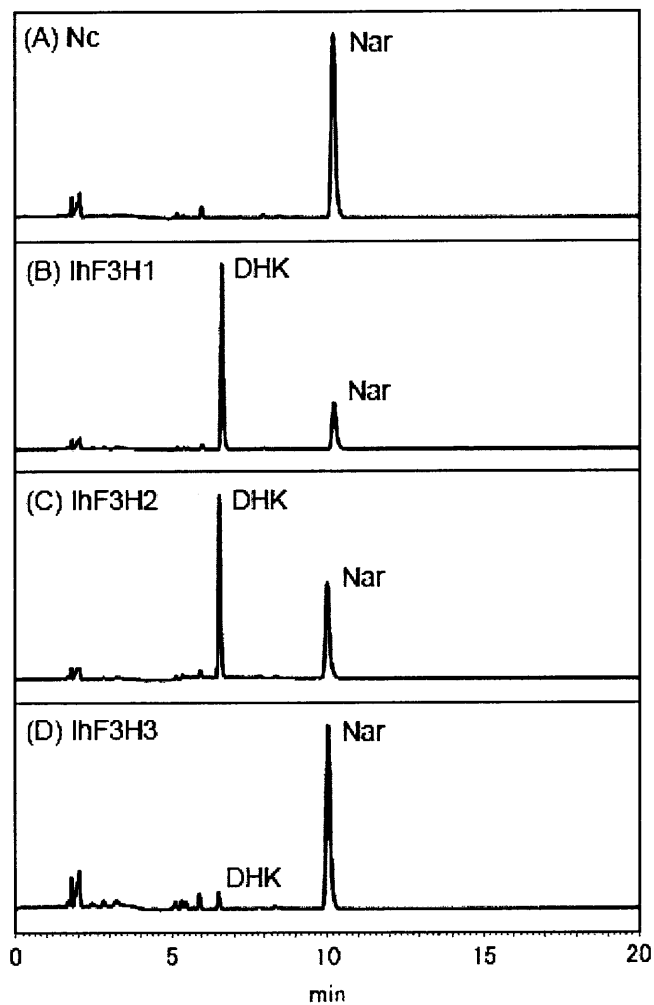 (A) Nc
Nar
(B) IhF3H1
DHK
Nar
(C) IhF3H2
DHK
Nar
(D) IhF3H3
Nar
DHK
0 5 10 15 20
min